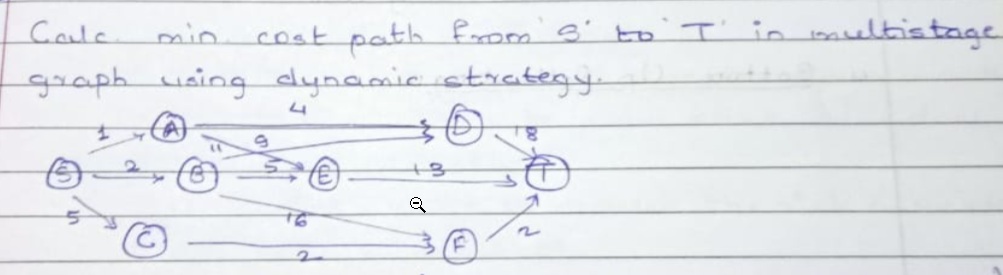 Calc. min. cost path from 'S' to 'T' in multistage
graph using dynamic strategy.
4
1 A D 18
11 9
S 2 B 5 E 13 T
5 16
C 2 F 2